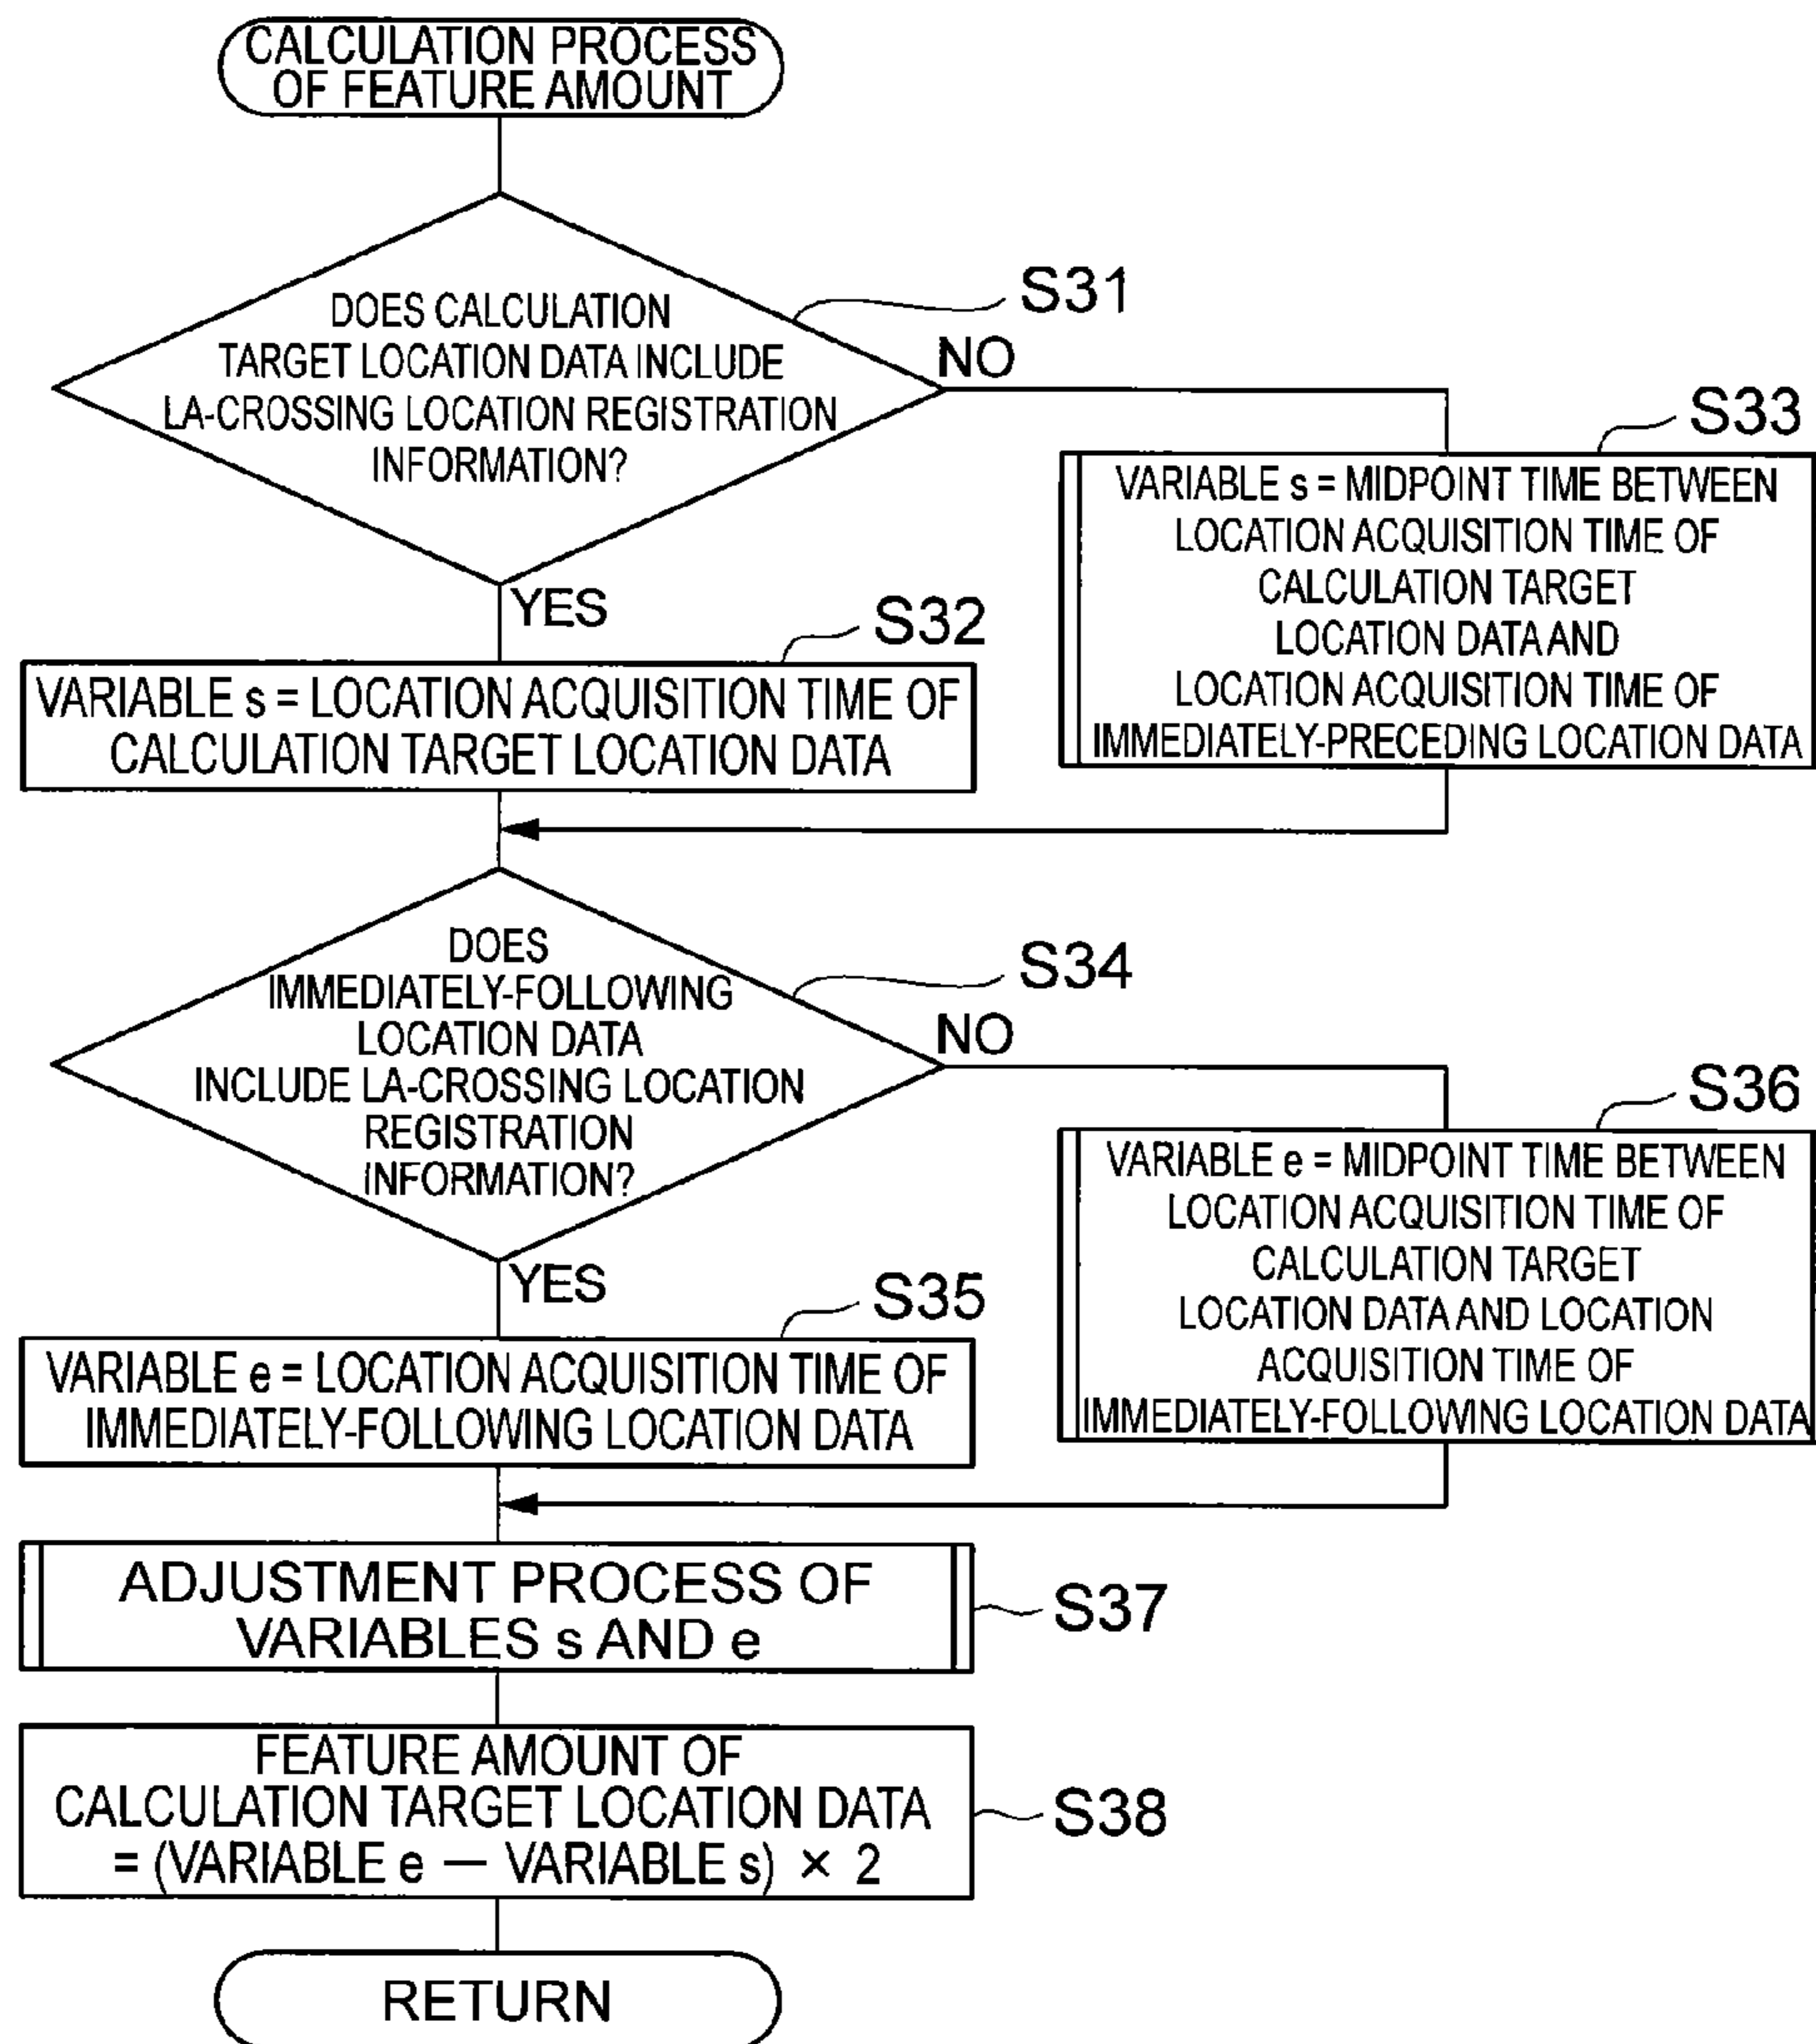 CALCULATION PROCESS
OF FEATURE AMOUNT
DOES CALCULATION
TARGET LOCATION DATA INCLUDE
LA-CROSSING LOCATION REGISTRATION
INFORMATION?
S31
NO
YES
S33
VARIABLE s = MIDPOINT TIME BETWEEN
LOCATION ACQUISITION TIME OF
CALCULATION TARGET
LOCATION DATA AND
LOCATION ACQUISITION TIME OF
IMMEDIATELY-PRECEDING LOCATION DATA
S32
VARIABLE s = LOCATION ACQUISITION TIME OF
CALCULATION TARGET LOCATION DATA
DOES
IMMEDIATELY-FOLLOWING
LOCATION DATA
INCLUDE LA-CROSSING LOCATION
REGISTRATION
INFORMATION?
S34
NO
YES
S36
VARIABLE e = MIDPOINT TIME BETWEEN
LOCATION ACQUISITION TIME OF
CALCULATION TARGET
LOCATION DATA AND LOCATION
ACQUISITION TIME OF
IMMEDIATELY-FOLLOWING LOCATION DATA
S35
VARIABLE e = LOCATION ACQUISITION TIME OF
IMMEDIATELY-FOLLOWING LOCATION DATA
ADJUSTMENT PROCESS OF
VARIABLES s AND e
S37
FEATURE AMOUNT OF
CALCULATION TARGET LOCATION DATA
= (VARIABLE e — VARIABLE s) × 2
S38
RETURN